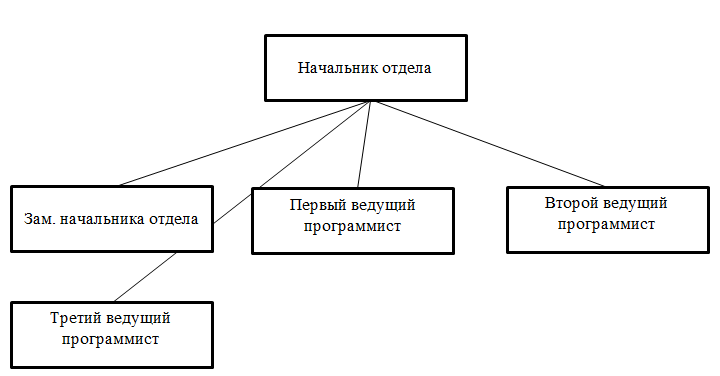 Начальник отдела
Зам. начальника отдела
Первый ведущий
программист
Второй ведущий
программист
Третий ведущий
программист